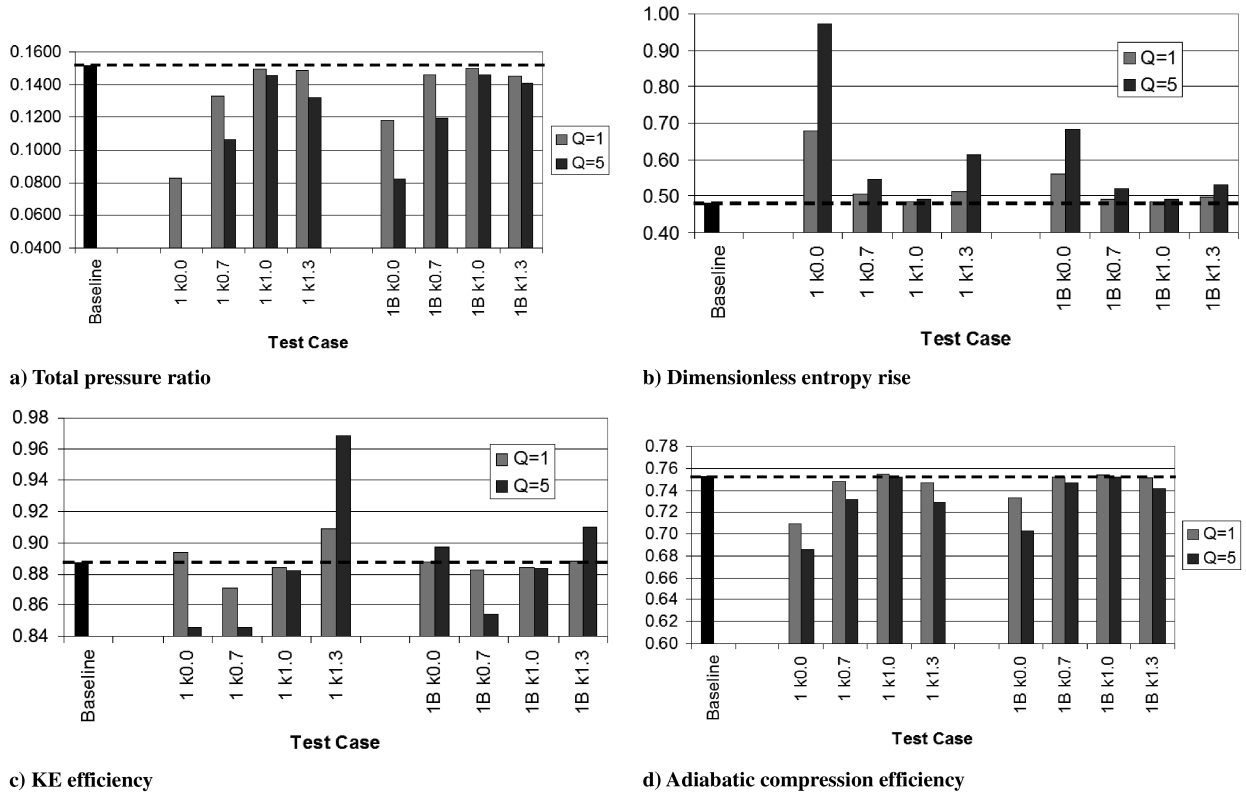 0.1600
0.1400
0.1200
0.1000
0.0800
0.0600
0.0400
Baseline
1 k0.0
1 k0.7
1 k1.0
1 k1.3
1B k0.0
1B k0.7
1B k1.0
1B k1.3
Test Case
Q=1
Q=5
a) Total pressure ratio
1.00
0.90
0.80
0.70
0.60
0.50
0.40
Baseline
1 k0.0
1 k0.7
1 k1.0
1 k1.3
1B k0.0
1B k0.7
1B k1.0
1B k1.3
Test Case
Q=1
Q=5
b) Dimensionless entropy rise
0.98
0.96
0.94
0.92
0.90
0.88
0.86
0.84
Baseline
1 k0.0
1 k0.7
1 k1.0
1 k1.3
1B k0.0
1B k0.7
1B k1.0
1B k1.3
Test Case
Q=1
Q=5
c) KE efficiency
0.78
0.76
0.74
0.72
0.70
0.68
0.66
0.64
0.62
0.60
Baseline
1 k0.0
1 k0.7
1 k1.0
1 k1.3
1B k0.0
1B k0.7
1B k1.0
1B k1.3
Test Case
Q=1
Q=5
d) Adiabatic compression efficiency